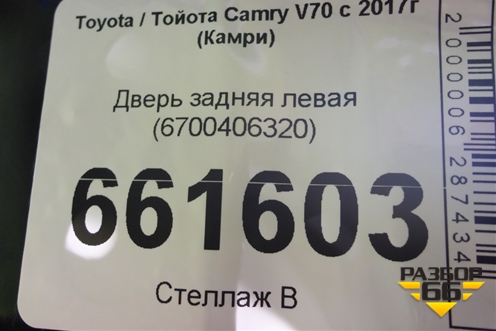 Toyota / Тойота Camry V70 с 2017г
(Камри)
Дверь задняя левая
(6700406320)
661603
Стеллаж В
2000006287434
РАЗБОР
66